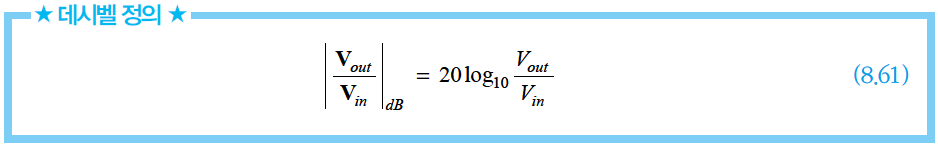 ★ 데시벨 정의 ★
|V_out / V_in|_dB = 20 log_10 V_out / V_in (8.61)